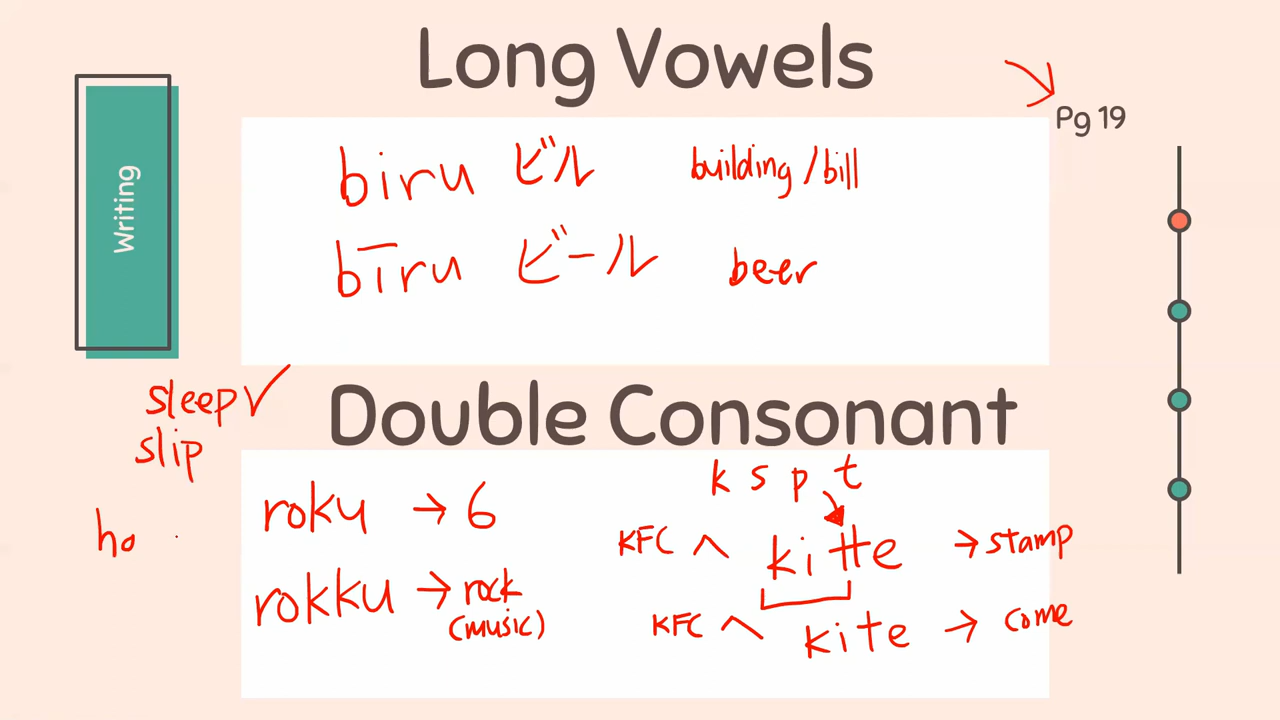 Long Vowels
Pg 19
Writing
biru ビル building / bill
bīru ビール beer
sleep ✓
slip
Double Consonant
k s p t
roku → 6
ho
KFC へ kitte → stamp
rokku → rock
(music)
KFC へ kite → come